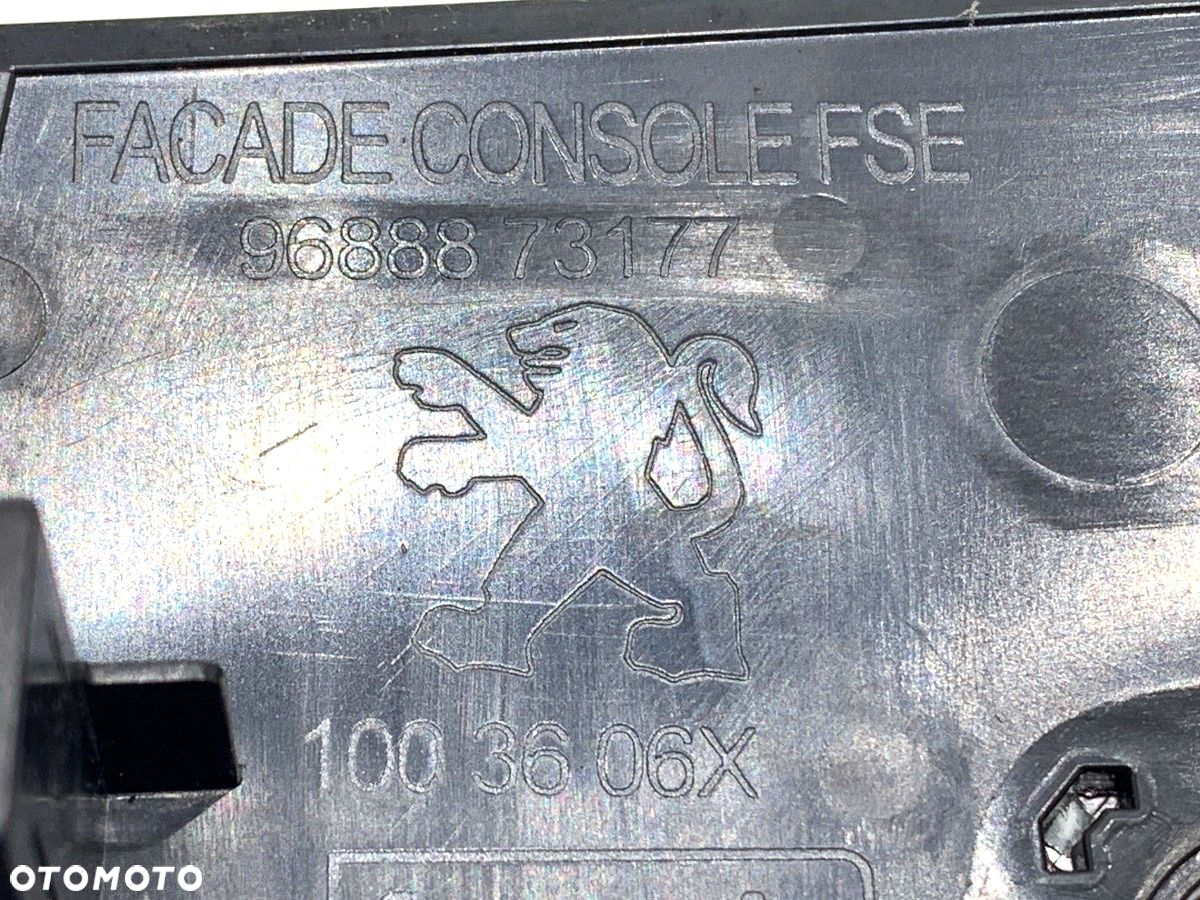 FACADE CONSOLE FSE
96888 73177
100 36 06X
OTOMOTO